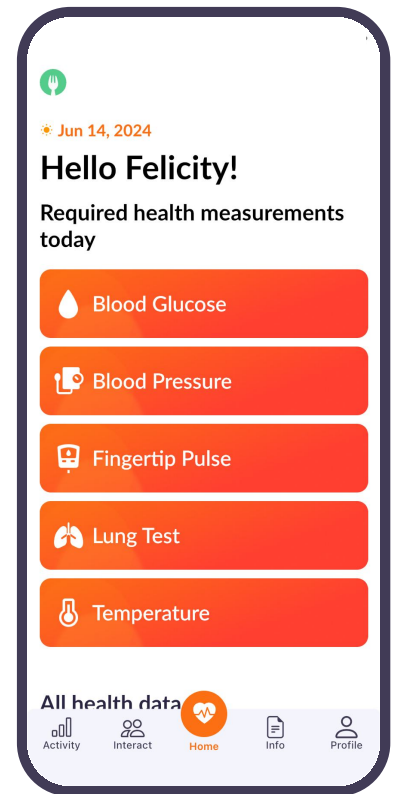 Jun 14, 2024
Hello Felicity!
Required health measurements
today
Blood Glucose
Blood Pressure
Fingertip Pulse
Lung Test
Temperature
All health data
Activity
Interact
Home
Info
Profile